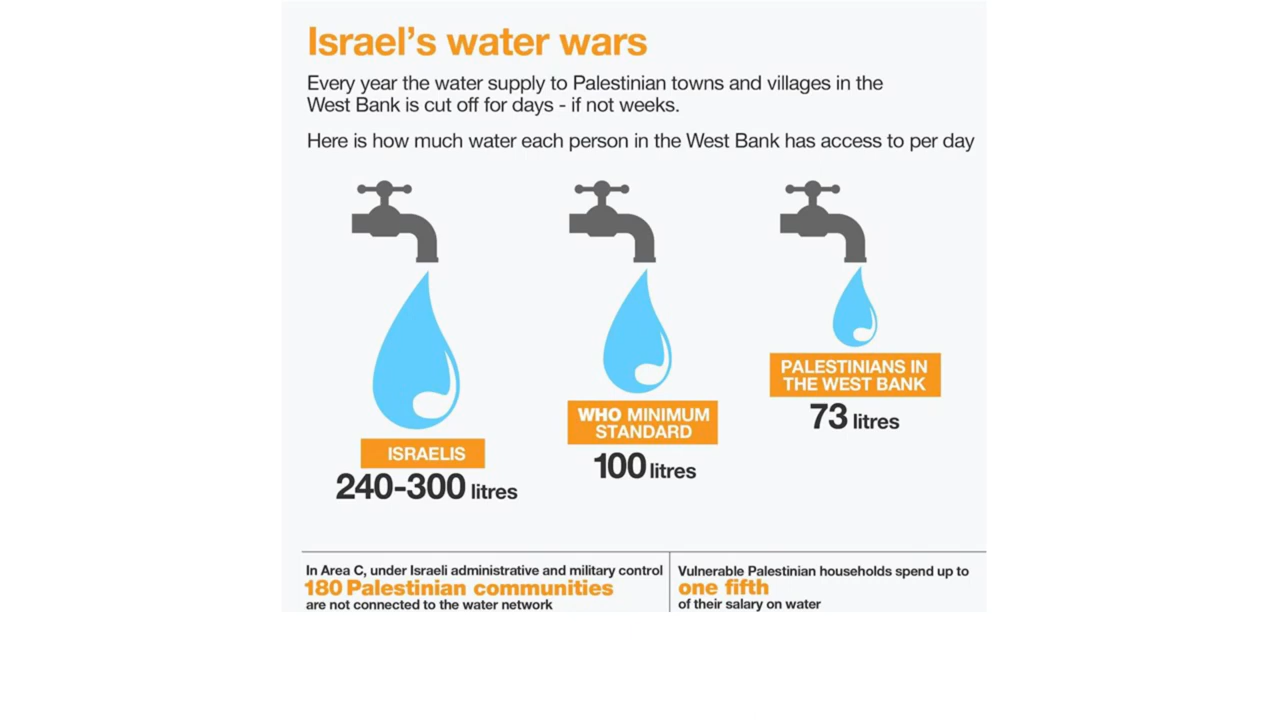 Israel's water wars
Every year the water supply to Palestinian towns and villages in the
West Bank is cut off for days - if not weeks.
Here is how much water each person in the West Bank has access to per day
ISRAELIS
240-300 litres
WHO MINIMUM
STANDARD
100 litres
PALESTINIANS IN
THE WEST BANK
73 litres
In Area C, under Israeli administrative and military control
180 Palestinian communities
are not connected to the water network
Vulnerable Palestinian households spend up to
one fifth
of their salary on water